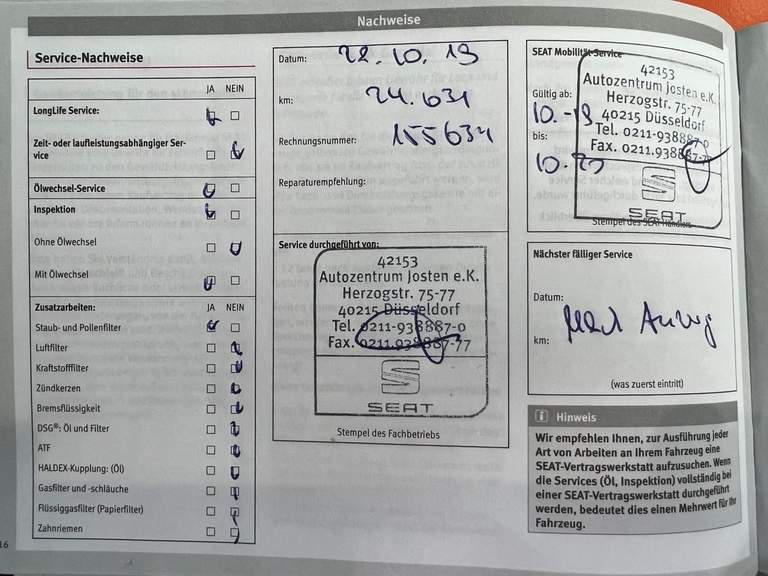 Nachweise
Service-Nachweise
JA NEIN
LongLife Service:
Zeit- oder laufleistungsabhängiger Ser-
vice
Ölwechsel-Service
Inspektion
Ohne Ölwechsel
Mit Ölwechsel
Zusatzarbeiten: JA NEIN
Staub- und Pollenfilter
Luftfilter
Kraftstofffilter
Zündkerzen
Bremsflüssigkeit
DSG®: Öl und Filter
ATF
HALDEX-Kupplung: (Öl)
Gasfilter und -schläuche
Flüssiggasfilter (Papierfilter)
Zahnriemen
16
Datum: 22.10.19
km: 24.631
Rechnungsnummer: 155631
Reparaturempfehlung:
Service durchgeführt von:
42153
Autozentrum Josten e.K.
Herzogstr. 75-77
40215 Düsseldorf
Tel. 0211-938887-0
Fax. 0211.938887-77
SEAT
Stempel des Fachbetriebs
SEAT Mobilität-Service
42153
Autozentrum Josten e.K.
Herzogstr. 75-77
40215 Düsseldorf
Tel. 0211-938887-0
Fax. 0211.938887-77
SEAT
Gültig ab:
10.-19
bis:
10.20
Stempel des SEAT-Händlers
Nächster fälliger Service
Datum:
km:
Nach Anzeig
(was zuerst eintritt)
i Hinweis
Wir empfehlen Ihnen, zur Ausführung jeder
Art von Arbeiten an Ihrem Fahrzeug eine
SEAT-Vertragswerkstatt aufzusuchen. Wenn
die Services (Öl, Inspektion) vollständig bei
einer SEAT-Vertragswerkstatt durchgeführt
werden, bedeutet dies einen Mehrwert für Ihr
Fahrzeug.